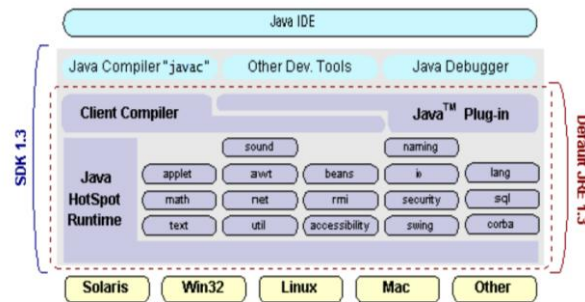 Java IDE
Java Compiler "javac" Other Dev. Tools Java Debugger
Client Compiler Java™ Plug-in
SDK 1.3
Default JRE 1.3
sound naming
Java HotSpot Runtime
applet awt beans io lang
math net rmi security sql
text util accessibility swing corba
Solaris Win32 Linux Mac Other